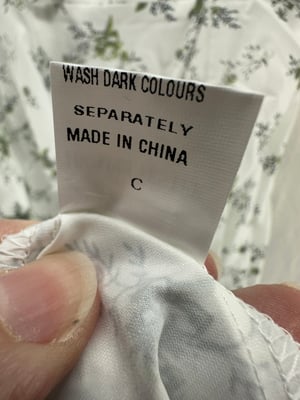 WASH DARK COLOURS
SEPARATELY
MADE IN CHINA
C